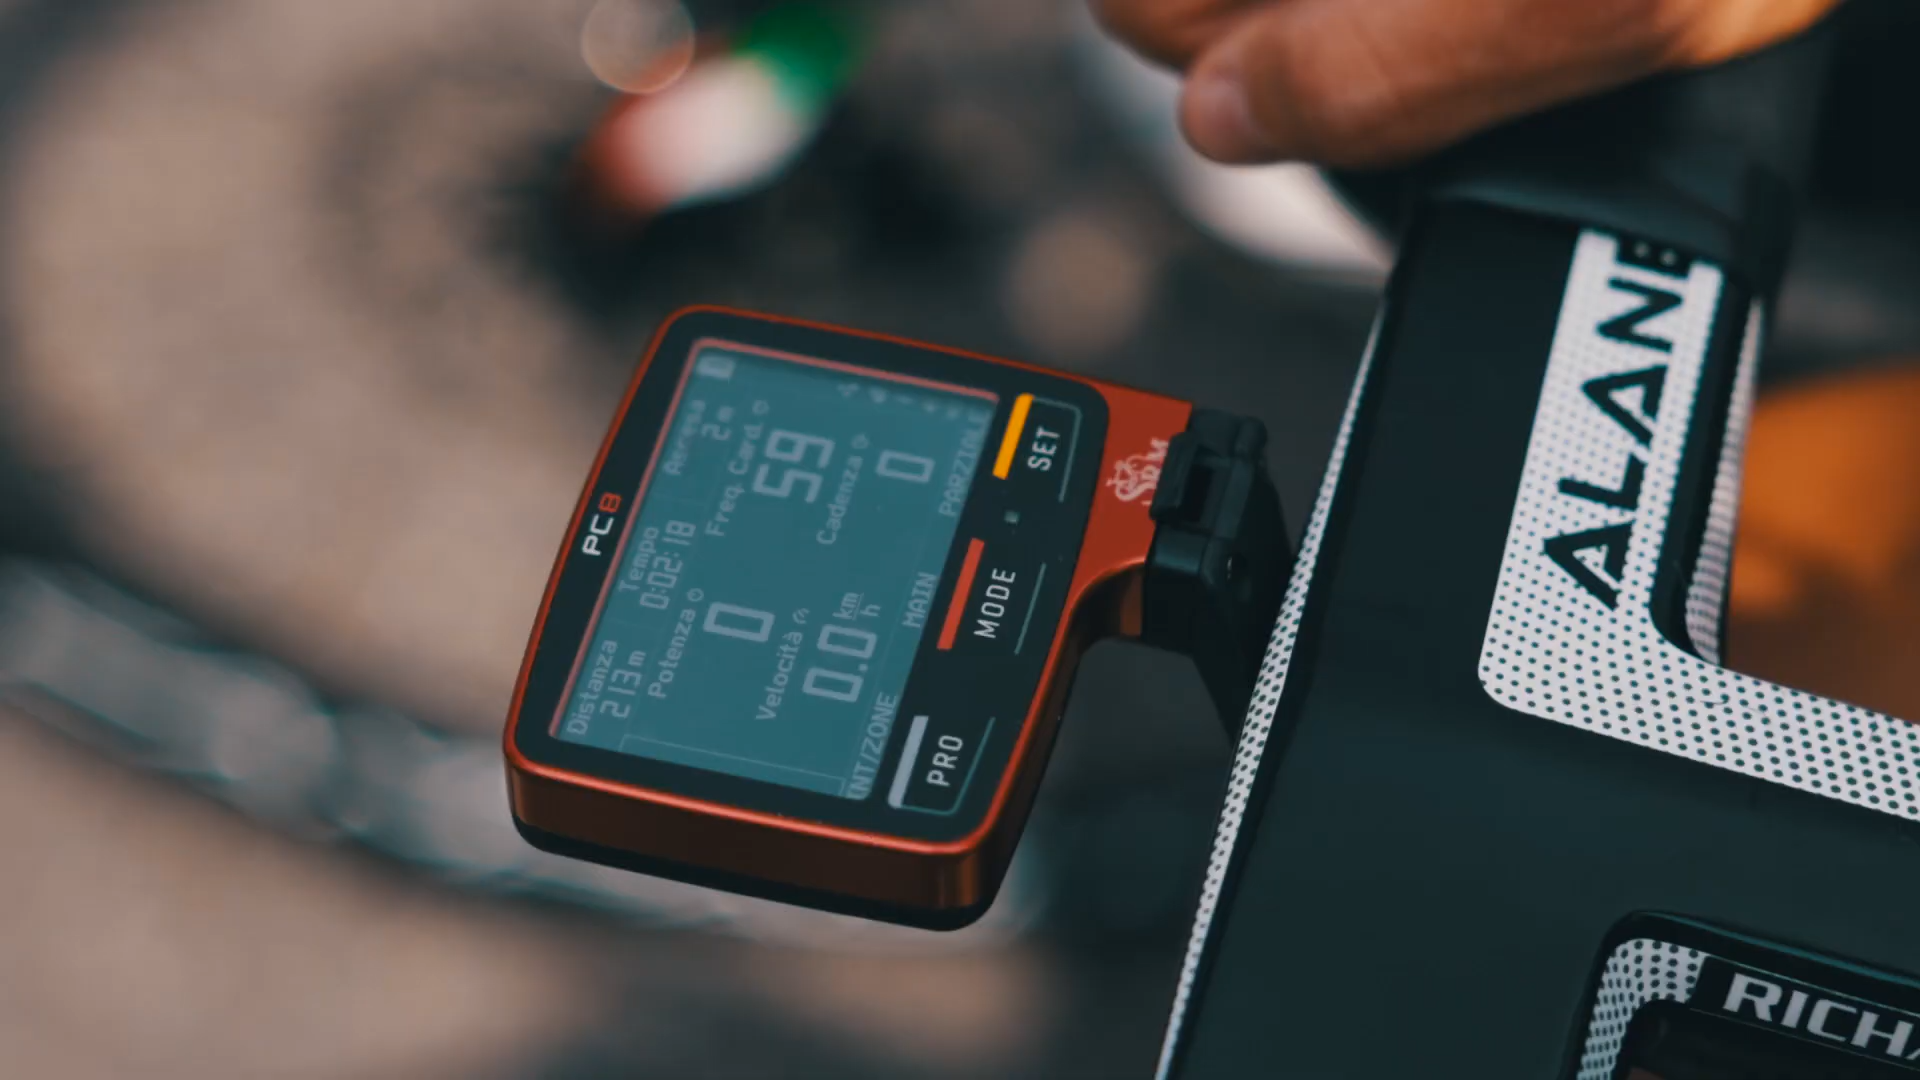 PC8
Distanza Tempo Ascesa
213 m 0:02:18 2 m
Potenza Freq. Card.
0 59
Velocità Cadenza
0.0 km/h 0
INT/ZONE MAIN PARZIALE
PRO MODE SET
SRM
ALAN
RICHA